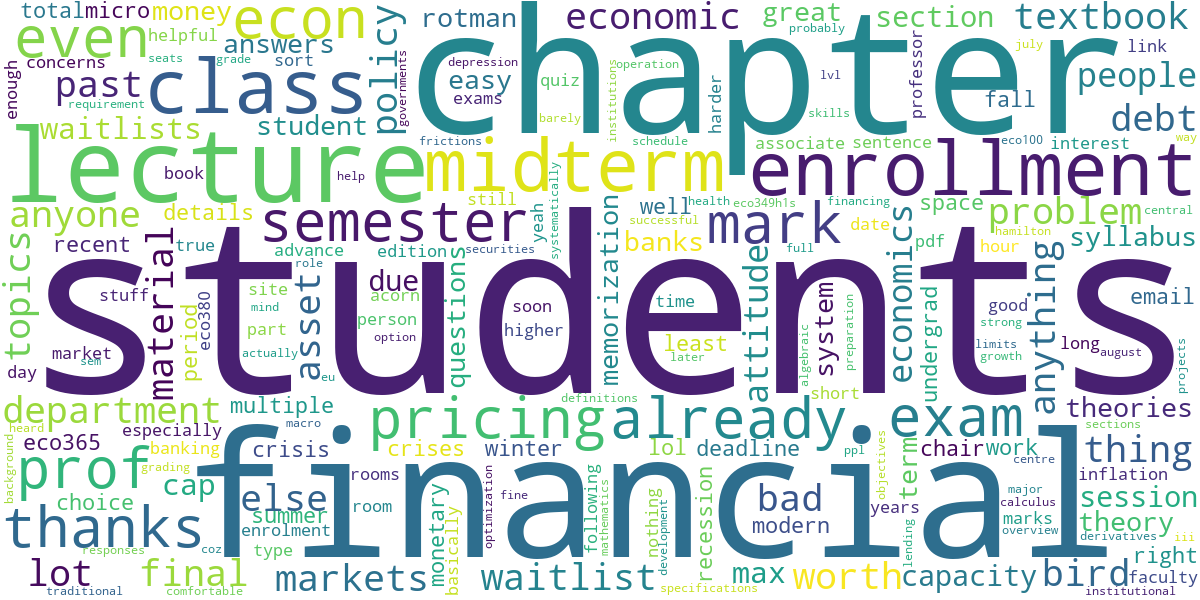 total
micro
money
econ
economic
great
section
textbook
even
helpful
rotman
probably
answers
policy
chapter
professor
link
enough
concerns
seats
grade
sort
depression
easy
exams
quiz
institutions
operation
lvl
people
past
class
governments
harder
skills
fall
debt
requirement
barely
waitlists
student
frictions
schedule
associate
sentence
eco100
interest
way
lecture
midterm
enrollment
book
help
still
systematically
well
health
eco349h1s
financing
space
central
anyone
details
semester
yeah
successful
memorization
mark
date
economics
problem
hamilton
topics
recent
true
advance
edition
securities
banks
full
hour
pdf
syllabus
material
role
questions
attitude
system
undergrad
anything
stuff
eco380
site
asset
due
acorn
soon
time
preparation
good
email
mind
part
person
higher
strong
market
sem
period
students
option
actually
least
later
algebraic
limits
long
august
projects
day
eu
growth
short
department
multiple
definitions
theories
heard
macro
pricing
already
exam
sections
eco365
especially
background
banking
crisis
crises
winter
lol
deadline
ppl
objectives
term
chair
work
thing
prof
grading
cap
rooms
centre
inflation
choice
else
financial
optimization
fine
following
mathematics
nothing
development
recession
bad
years
major
calculus
session
thanks
summer
room
enrolment
monetary
basically
modern
lending
marks
overview
theory
derivatives
iii
responses
coz
type
right
lot
final
markets
waitlist
max
worth
capacity
bird
faculty
traditional
comfortable
specifications
institutional
july